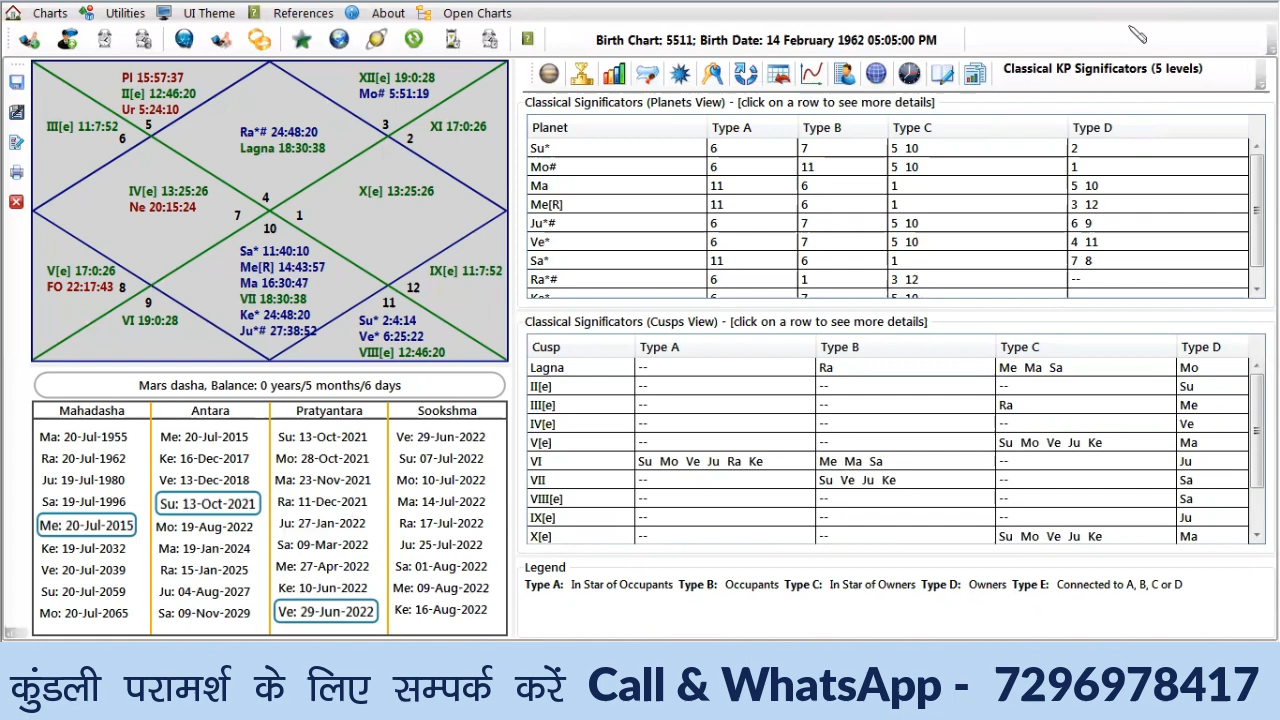 Charts Utilities UI Theme References About Open Charts
Birth Chart: 5511; Birth Date: 14 February 1962 05:05:00 PM
Classical KP Significators (5 levels)
Pl 15:57:37
II[e] 12:46:20
Ur 5:24:10
III[e] 11:7:52
5
6
XII[e] 19:0:28
Mo# 5:51:19
3
2
XI 17:0:26
Ra*# 24:48:20
Lagna 18:30:38
IV[e] 13:25:26
Ne 20:15:24
X[e] 13:25:26
4
7 1
10
Sa* 11:40:10
Me[R] 14:43:57
Ma 16:30:47
VII 18:30:38
Ke* 24:48:20
Ju*# 27:38:52
V[e] 17:0:26
FO 22:17:43
8
9
VI 19:0:28
IX[e] 11:7:52
12
11
Su* 2:4:14
Ve* 6:25:22
VIII[e] 12:46:20
Mars dasha, Balance: 0 years/5 months/6 days
Mahadasha Antara Pratyantara Sookshma
Ma: 20-Jul-1955 Me: 20-Jul-2015 Su: 13-Oct-2021 Ve: 29-Jun-2022
Ra: 20-Jul-1962 Ke: 16-Dec-2017 Mo: 28-Oct-2021 Su: 07-Jul-2022
Ju: 19-Jul-1980 Ve: 13-Dec-2018 Ma: 23-Nov-2021 Mo: 10-Jul-2022
Sa: 19-Jul-1996 Su: 13-Oct-2021 Ra: 11-Dec-2021 Ma: 14-Jul-2022
Me: 20-Jul-2015 Mo: 19-Aug-2022 Ju: 27-Jan-2022 Ra: 17-Jul-2022
Ke: 19-Jul-2032 Ma: 19-Jan-2024 Sa: 09-Mar-2022 Ju: 25-Jul-2022
Ve: 20-Jul-2039 Ra: 15-Jan-2025 Me: 27-Apr-2022 Sa: 01-Aug-2022
Su: 20-Jul-2059 Ju: 04-Aug-2027 Ke: 10-Jun-2022 Me: 09-Aug-2022
Mo: 20-Jul-2065 Sa: 09-Nov-2029 Ve: 29-Jun-2022 Ke: 16-Aug-2022
Classical Significators (Planets View) - [click on a row to see more details]
Planet Type A Type B Type C Type D
Su* 6 7 5 10 2
Mo# 6 11 5 10 1
Ma 11 6 1 5 10
Me[R] 11 6 1 3 12
Ju*# 6 7 5 10 6 9
Ve* 6 7 5 10 4 11
Sa* 11 6 1 7 8
Ra*# 6 1 3 12 --
Ke* 6 7 5 10
Classical Significators (Cusps View) - [click on a row to see more details]
Cusp Type A Type B Type C Type D
Lagna -- Ra Me Ma Sa Mo
II[e] -- -- -- Su
III[e] -- -- Ra Me
IV[e] -- -- -- Ve
V[e] -- -- Su Mo Ve Ju Ke Ma
VI Su Mo Ve Ju Ra Ke Me Ma Sa -- Ju
VII -- Su Ve Ju Ke -- Sa
VIII[e] -- -- -- Sa
IX[e] -- -- -- Ju
X[e] -- -- Su Mo Ve Ju Ke Ma
Legend
Type A: In Star of Occupants Type B: Occupants Type C: In Star of Owners Type D: Owners Type E: Connected to A, B, C or D
कुंडली परामर्श के लिए सम्पर्क करें Call & WhatsApp - 7296978417